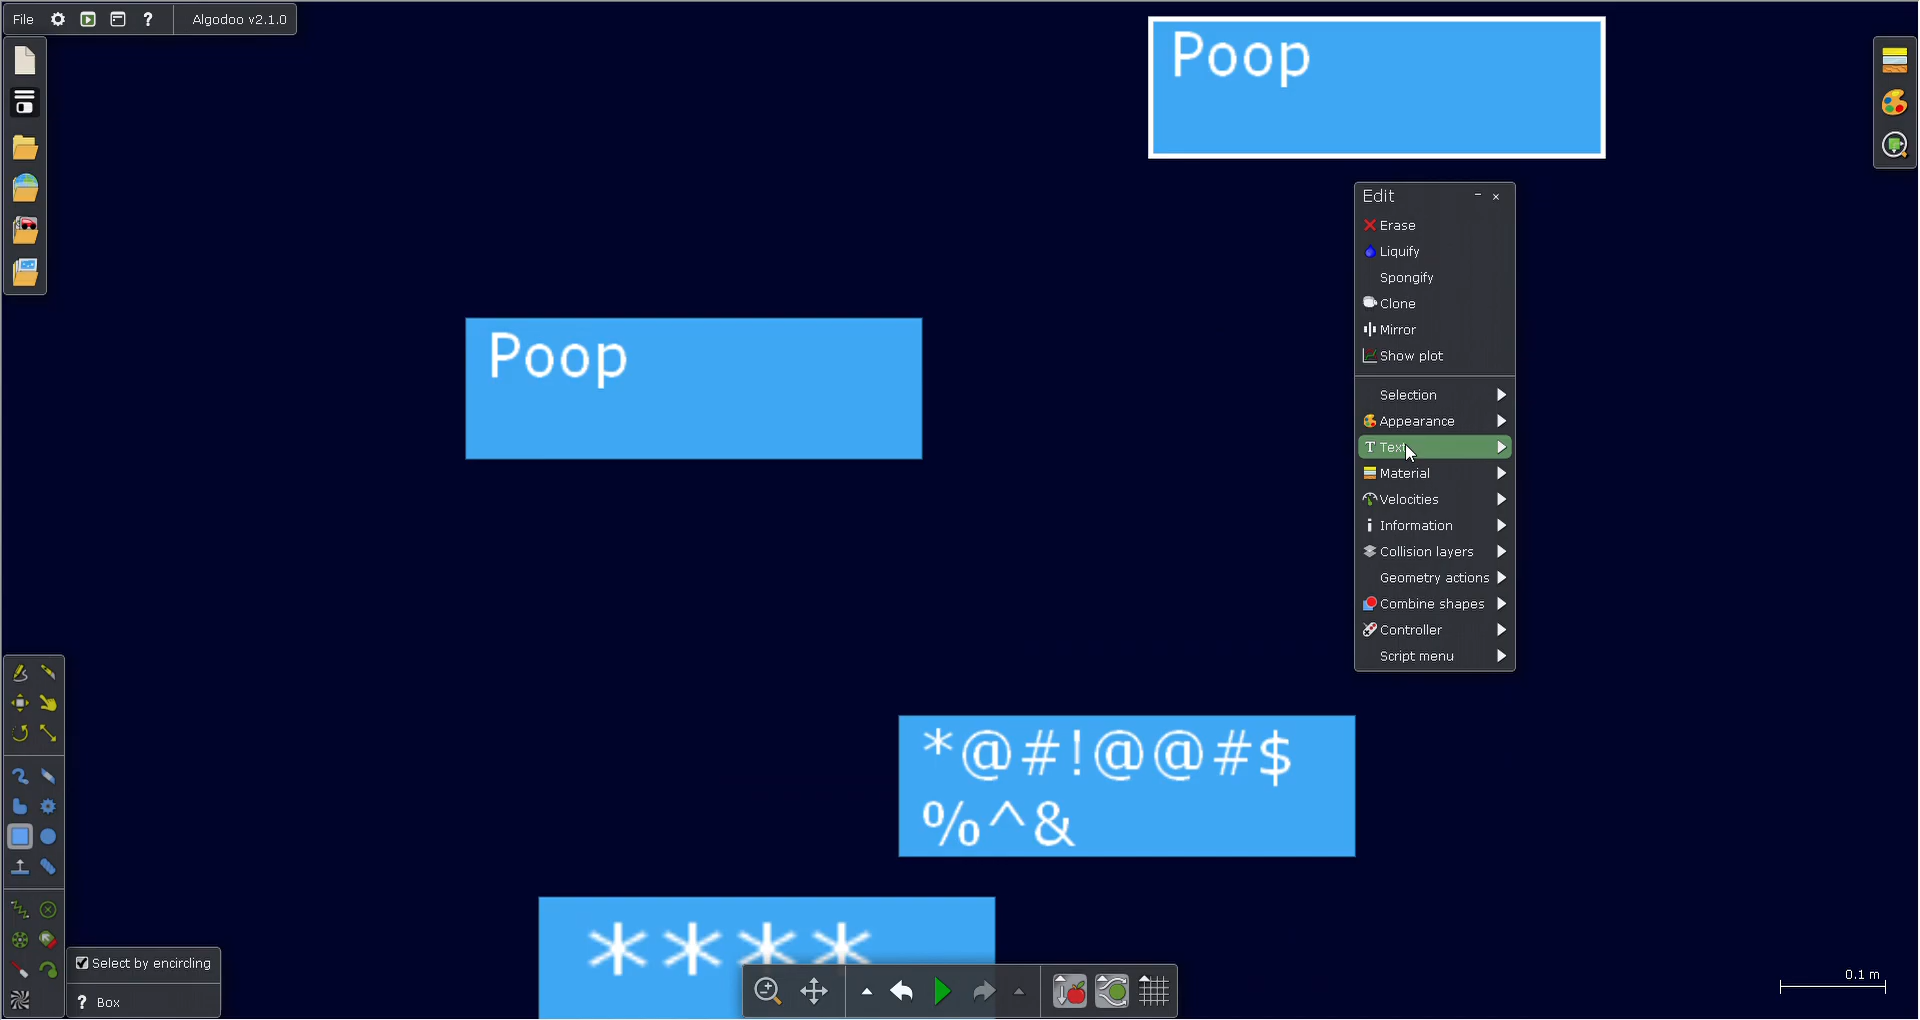 File
Algodoo v2.1.0
Poop
Edit
Erase
Liquify
Spongify
Clone
Mirror
Show plot
Selection
Appearance
Text
Material
Velocities
Information
Collision layers
Geometry actions
Combine shapes
Controller
Script menu
Poop
*@#!@@#$
%^&
****
Select by encircling
? Box
0.1 m